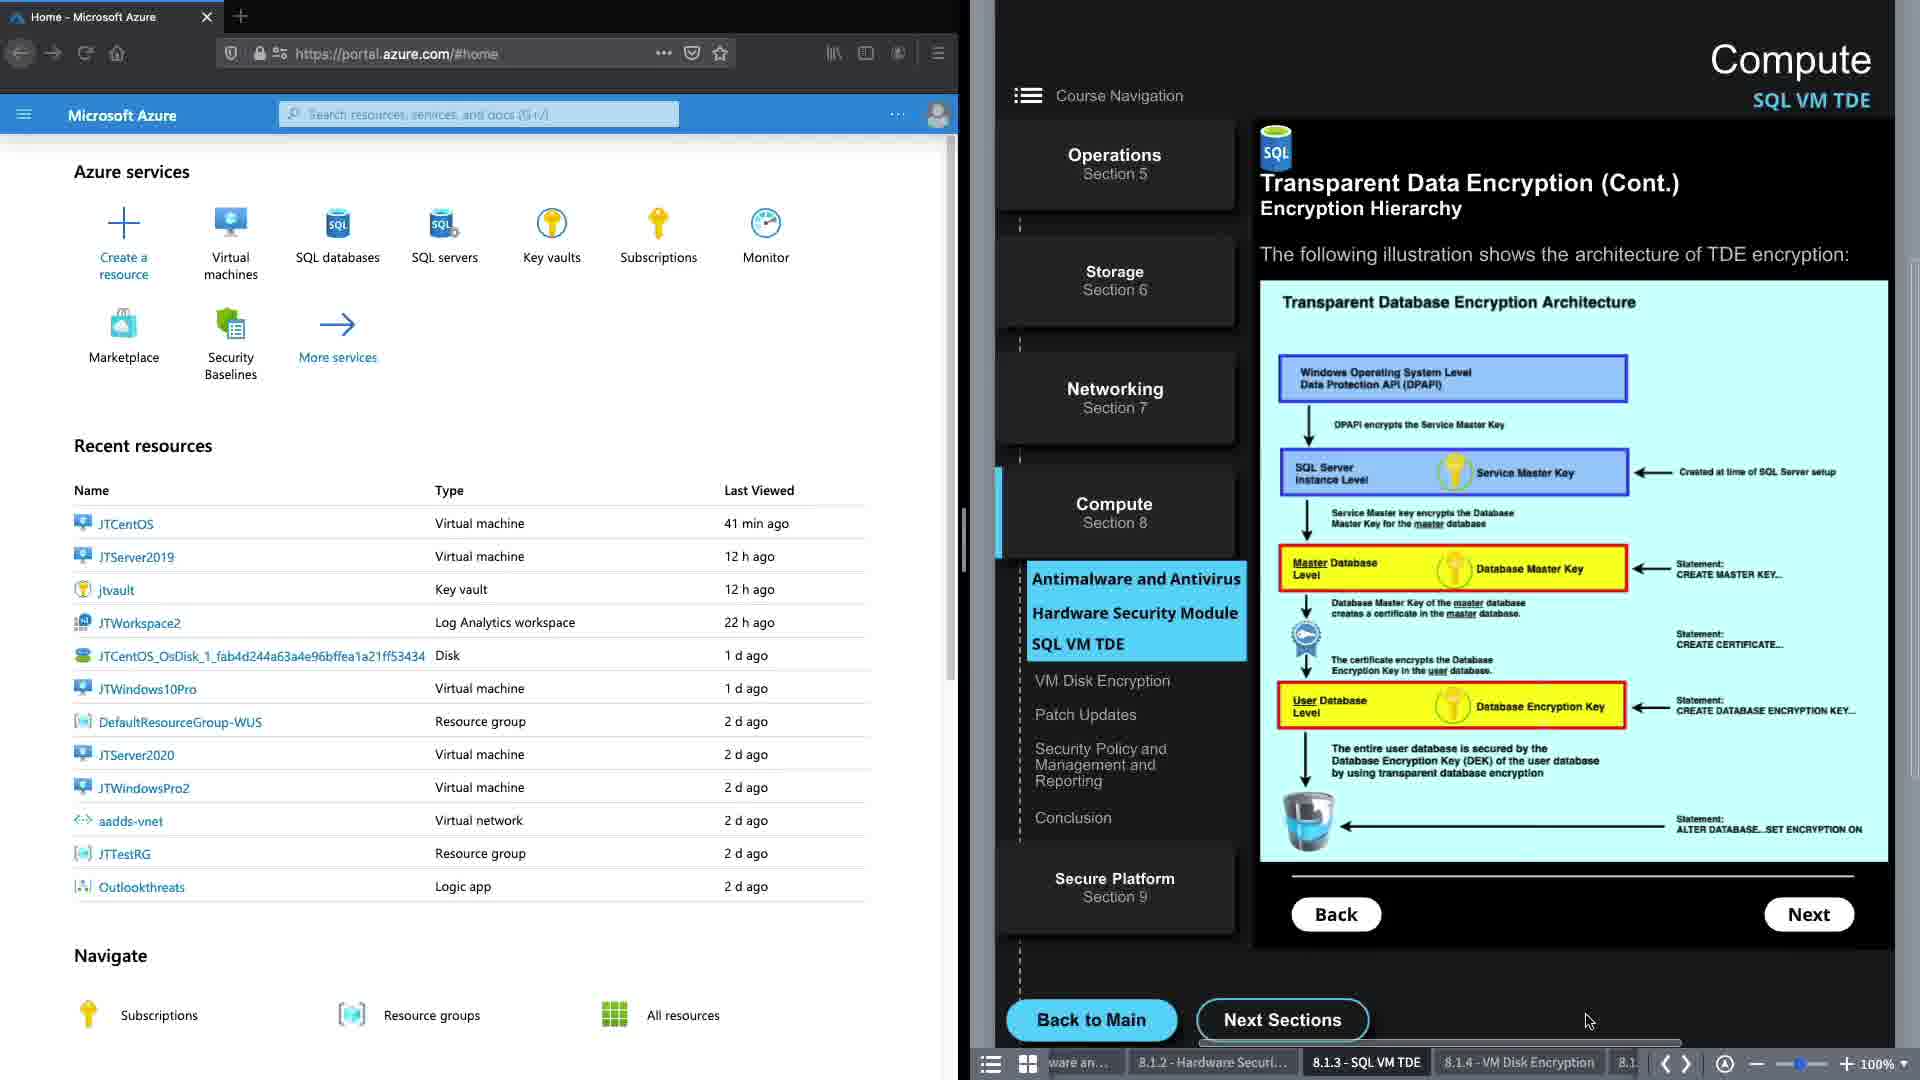 Home - Microsoft Azure
https://portal.azure.com/#home
Microsoft Azure
Search resources, services, and docs (G+/)
Azure services
Create a resource
Virtual machines
SQL databases
SQL servers
Key vaults
Subscriptions
Monitor
Marketplace
Security Baselines
More services
Recent resources
Name Type Last Viewed
JTCentOS Virtual machine 41 min ago
JTServer2019 Virtual machine 12 h ago
jtvault Key vault 12 h ago
JTWorkspace2 Log Analytics workspace 22 h ago
JTCentOS_OsDisk_1_fab4d244a63a4e96bffea1a21ff53434 Disk 1 d ago
JTWindows10Pro Virtual machine 1 d ago
DefaultResourceGroup-WUS Resource group 2 d ago
JTServer2020 Virtual machine 2 d ago
JTWindowsPro2 Virtual machine 2 d ago
aadds-vnet Virtual network 2 d ago
JTTestRG Resource group 2 d ago
Outlookthreats Logic app 2 d ago
Navigate
Subscriptions
Resource groups
All resources
Compute
SQL VM TDE
Course Navigation
Operations
Section 5
Storage
Section 6
Networking
Section 7
Compute
Section 8
Antimalware and Antivirus
Hardware Security Module
SQL VM TDE
VM Disk Encryption
Patch Updates
Security Policy and
Management and
Reporting
Conclusion
Secure Platform
Section 9
SQL
Transparent Data Encryption (Cont.)
Encryption Hierarchy
The following illustration shows the architecture of TDE encryption:
Transparent Database Encryption Architecture
Windows Operating System Level
Data Protection API (DPAPI)
DPAPI encrypts the Service Master Key
SQL Server
Instance Level
Service Master Key
Created at time of SQL Server setup
Service Master key encrypts the Database
Master Key for the master database
Master Database
Level
Database Master Key
Statement:
CREATE MASTER KEY...
Database Master Key of the master database
creates a certificate in the master database.
Statement:
CREATE CERTIFICATE...
The certificate encrypts the Database
Encryption Key in the user database.
User Database
Level
Database Encryption Key
Statement:
CREATE DATABASE ENCRYPTION KEY...
The entire user database is secured by the
Database Encryption Key (DEK) of the user database
by using transparent database encryption
Statement:
ALTER DATABASE...SET ENCRYPTION ON
Back
Next
Back to Main
Next Sections
ware an...
8.1.2 - Hardware Securi...
8.1.3 - SQL VM TDE
8.1.4 - VM Disk Encryption
8.1
100%